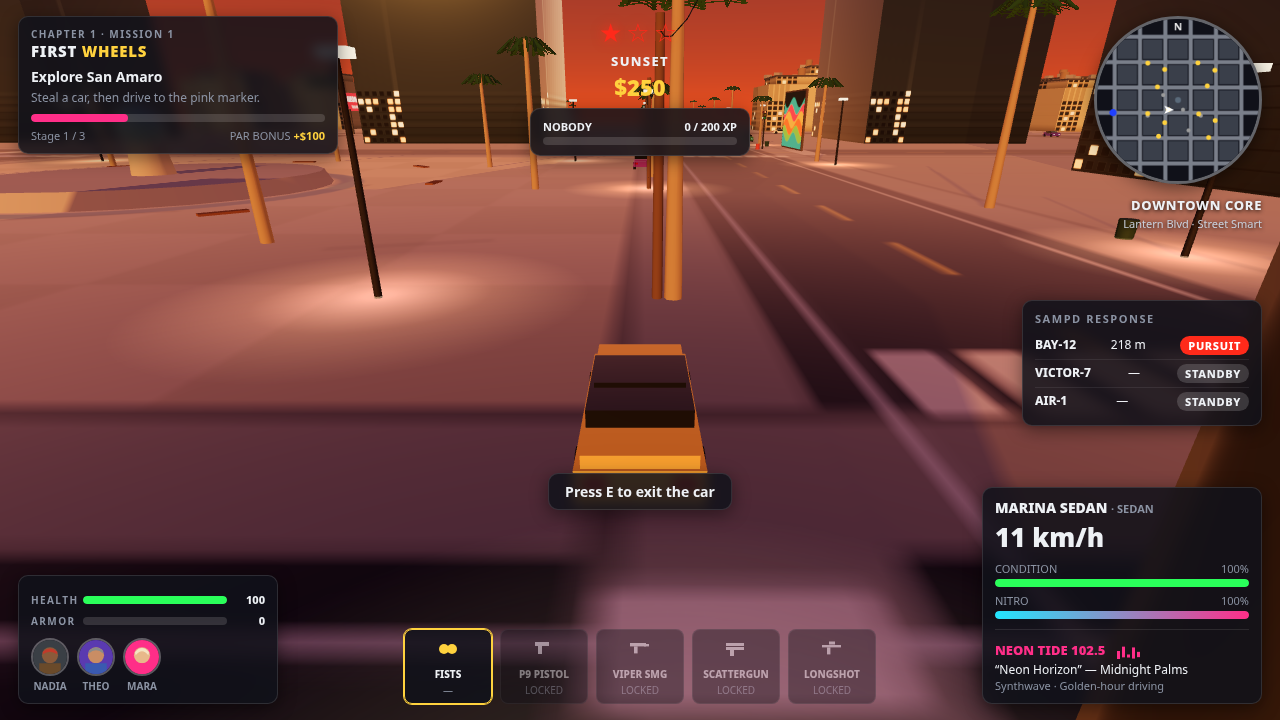 CHAPTER 1 · MISSION 1
FIRST WHEELS
Explore San Amaro
Steal a car, then drive to the pink marker.
Stage 1 / 3
PAR BONUS +$100
SUNSET
$250
NOBODY
0 / 200 XP
N
DOWNTOWN CORE
Lantern Blvd · Street Smart
SAMPD RESPONSE
BAY-12 218 m PURSUIT
VICTOR-7 — STANDBY
AIR-1 — STANDBY
Press E to exit the car
MARINA SEDAN · SEDAN
11 km/h
CONDITION 100%
NITRO 100%
NEON TIDE 102.5
“Neon Horizon” — Midnight Palms
Synthwave · Golden-hour driving
HEALTH 100
ARMOR 0
NADIA THEO MARA
FISTS
—
P9 PISTOL
LOCKED
VIPER SMG
LOCKED
SCATTERGUN
LOCKED
LONGSHOT
LOCKED